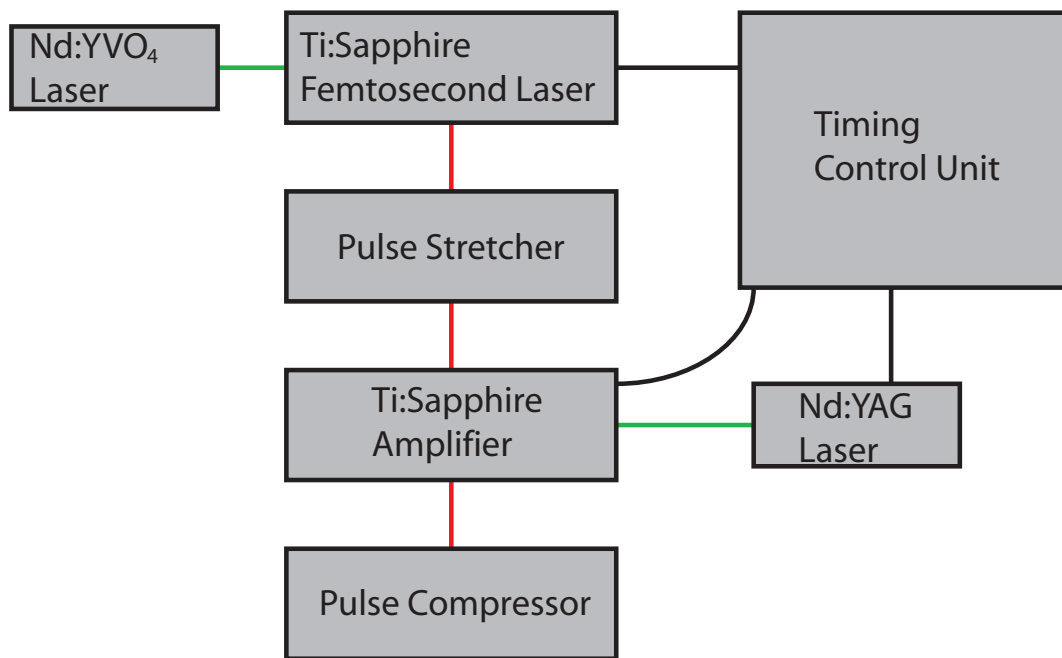 Nd:YVO₄
Laser
Ti:Sapphire
Femtosecond Laser
Timing
Control Unit
Pulse Stretcher
Ti:Sapphire
Amplifier
Nd:YAG
Laser
Pulse Compressor